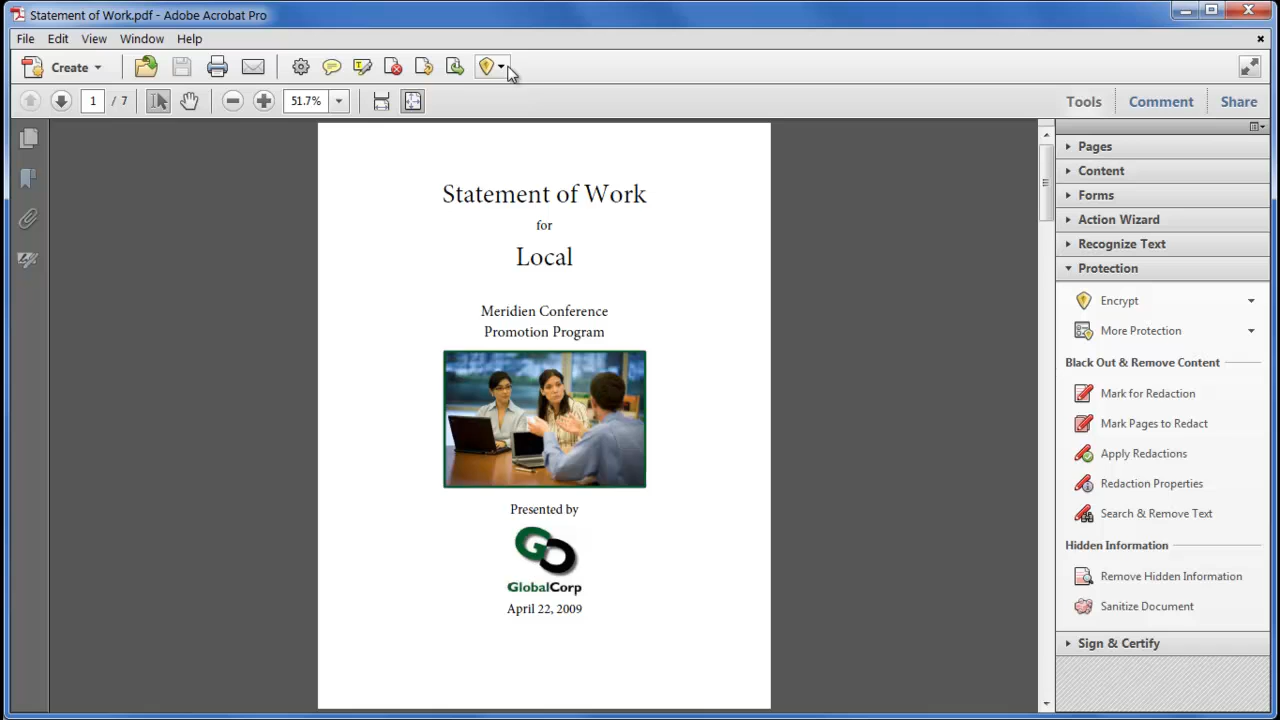 Statement of Work.pdf - Adobe Acrobat Pro
File Edit View Window Help
Create
1 / 7 51.7% Tools Comment Share
Pages
Content
Forms
Action Wizard
Recognize Text
Protection
Encrypt
More Protection
Black Out & Remove Content
Mark for Redaction
Mark Pages to Redact
Apply Redactions
Redaction Properties
Search & Remove Text
Hidden Information
Remove Hidden Information
Sanitize Document
Sign & Certify
Statement of Work
for
Local
Meridien Conference
Promotion Program
Presented by
GlobalCorp
April 22, 2009